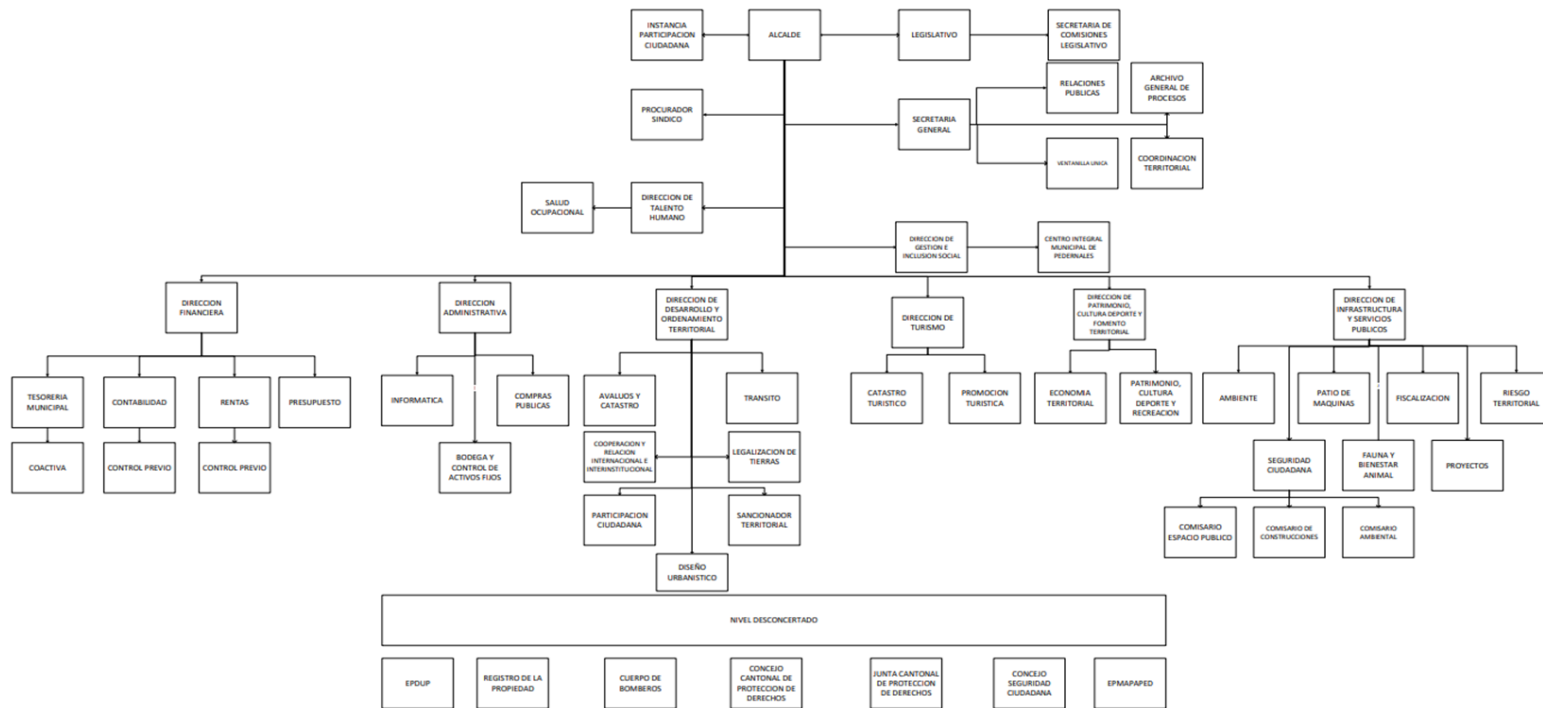 INSTANCIA
PARTICIPACION
CIUDADANA
ALCALDE
LEGISLATIVO
SECRETARIA DE
COMISIONES
LEGISLATIVO
RELACIONES
PUBLICAS
ARCHIVO
GENERAL DE
PROCESOS
PROCURADOR
SINDICO
SECRETARIA
GENERAL
VENTANILLA UNICA
COORDINACION
TERRITORIAL
SALUD
OCUPACIONAL
DIRECCION DE
TALENTO
HUMANO
DIRECCION DE
GESTION E
INCLUSION SOCIAL
CENTRO INTEGRAL
MUNICIPAL DE
PEDERNALES
DIRECCION
FINANCIERA
DIRECCION
ADMINISTRATIVA
DIRECCION DE
DESARROLLO Y
ORDENAMIENTO
TERRITORIAL
DIRECCION DE
TURISMO
DIRECCION DE
PATRIMONIO,
CULTURA DEPORTE Y
FOMENTO
TERRITORIAL
DIRECCION DE
INFRAESTRUCTURA
Y SERVICIOS
PUBLICOS
TESORERIA
MUNICIPAL
CONTABILIDAD
RENTAS
PRESUPUESTO
INFORMATICA
COMPRAS
PUBLICAS
AVALUOS Y
CATASTRO
TRANSITO
CATASTRO
TURISTICO
PROMOCION
TURISTICA
ECONOMIA
TERRITORIAL
PATRIMONIO,
CULTURA
DEPORTE Y
RECREACION
AMBIENTE
PATIO DE
MAQUINAS
FISCALIZACION
RIESGO
TERRITORIAL
COACTIVA
CONTROL PREVIO
CONTROL PREVIO
BODEGA Y
CONTROL DE
ACTIVOS FIJOS
COOPERACION Y
RELACION
INTERNACIONAL E
INTERINSTITUCIONAL
LEGALIZACION DE
TIERRAS
SEGURIDAD
CIUDADANA
FAUNA Y
BIENESTAR
ANIMAL
PROYECTOS
PARTICIPACION
CIUDADANA
SANCIONADOR
TERRITORIAL
COMISARIO
ESPACIO PUBLICO
COMISARIO DE
CONSTRUCCIONES
COMISARIO
AMBIENTAL
DISEÑO
URBANISTICO
NIVEL DESCONCERTADO
EPDUP
REGISTRO DE LA
PROPIEDAD
CUERPO DE
BOMBEROS
CONCEJO
CANTONAL DE
PROTECCION DE
DERECHOS
JUNTA CANTONAL
DE PROTECCION
DE DERECHOS
CONCEJO
SEGURIDAD
CIUDADANA
EPMAPAPED